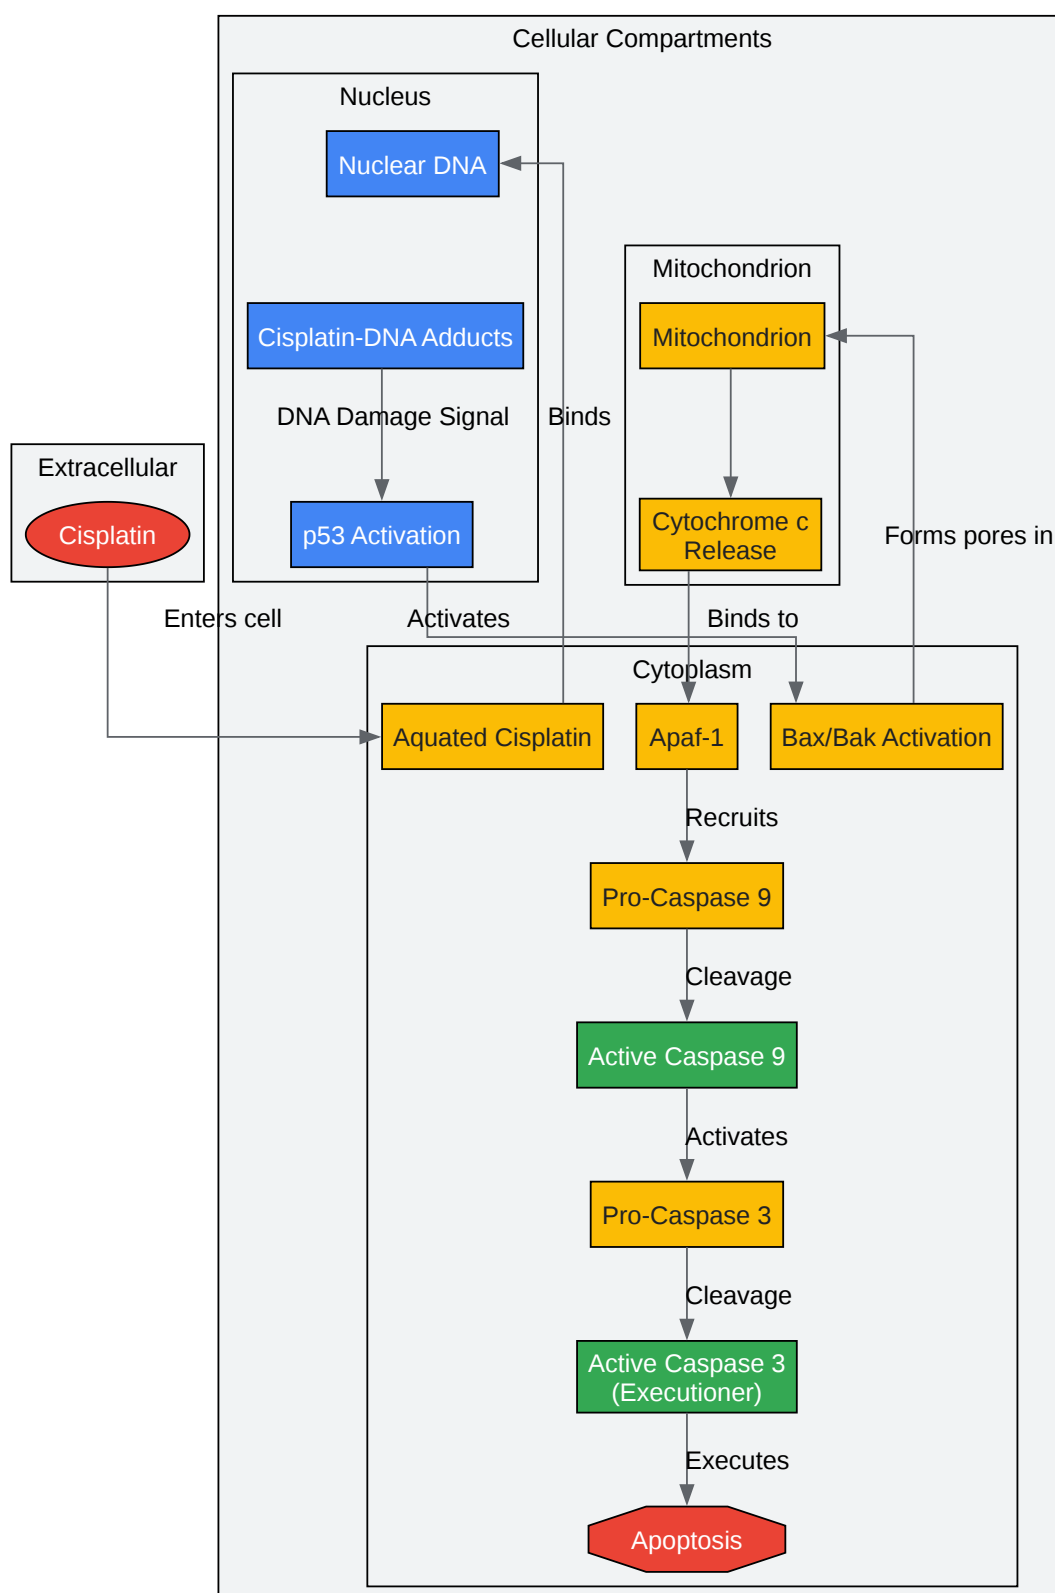 Cellular Compartments
Nucleus
Nuclear DNA
Mitochondrion
Cisplatin-DNA Adducts
Mitochondrion
DNA Damage Signal
Binds
Extracellular
Cisplatin
p53 Activation
Cytochrome c
Release
Forms pores in
Enters cell
Activates
Binds to
Cytoplasm
Aquated Cisplatin
Apaf-1
Bax/Bak Activation
Recruits
Pro-Caspase 9
Cleavage
Active Caspase 9
Activates
Pro-Caspase 3
Cleavage
Active Caspase 3
(Executioner)
Executes
Apoptosis